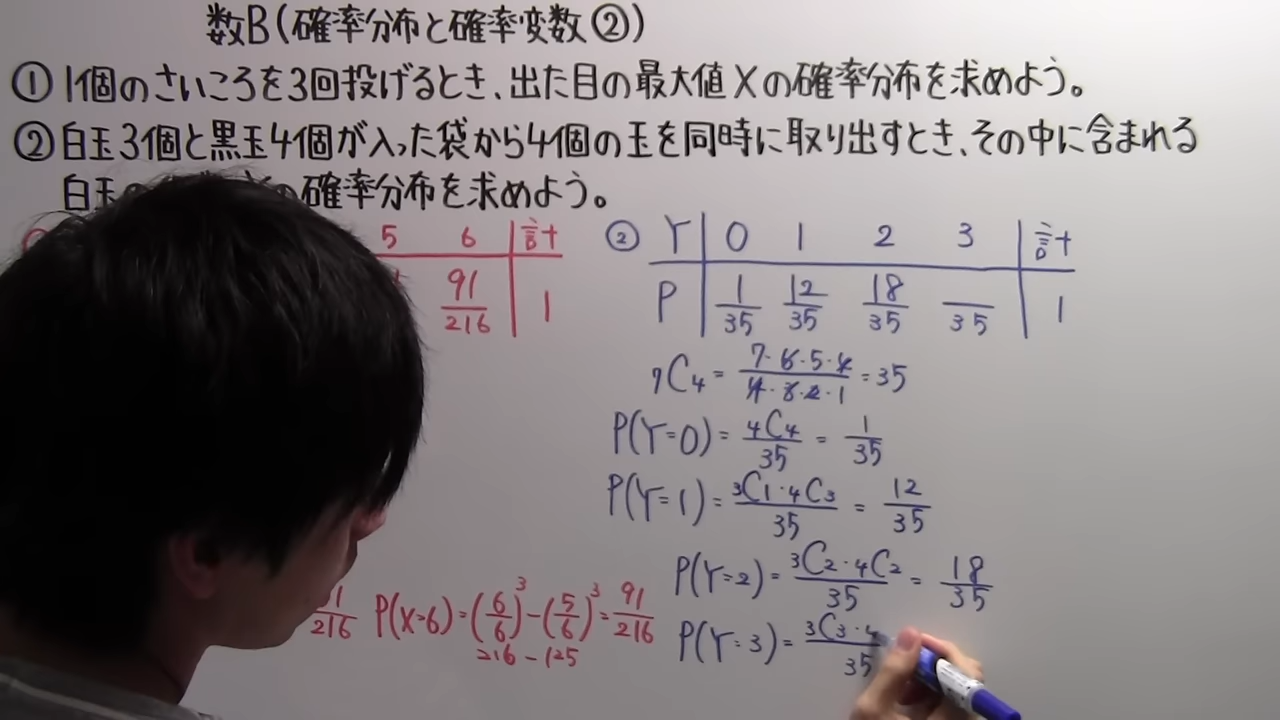 数B(確率分布と確率変数②)
①1個のさいころを3回投げるとき、出た目の最大値Xの確率分布を求めよう。
②白玉3個と黒玉4個が入った袋から4個の玉を同時に取り出すとき、その中に含まれる
白玉の確率分布を求めよう。
5 6 計
91/216 1
② Y 0 1 2 3 計
P 1/35 12/35 18/35 /35 1
₇C₄ = 7・6・5・4/4・3・2・1 = 35
P(Y=0) = ₄C₄/35 = 1/35
P(Y=1) = ₃C₁・₄C₃/35 = 12/35
P(Y=2) = ₃C₂・₄C₂/35 = 18/35
P(Y=3) = ₃C₃・₄/35
1/216 P(X=6) = (6/6)³ - (5/6)³ = 91/216
216 - 125